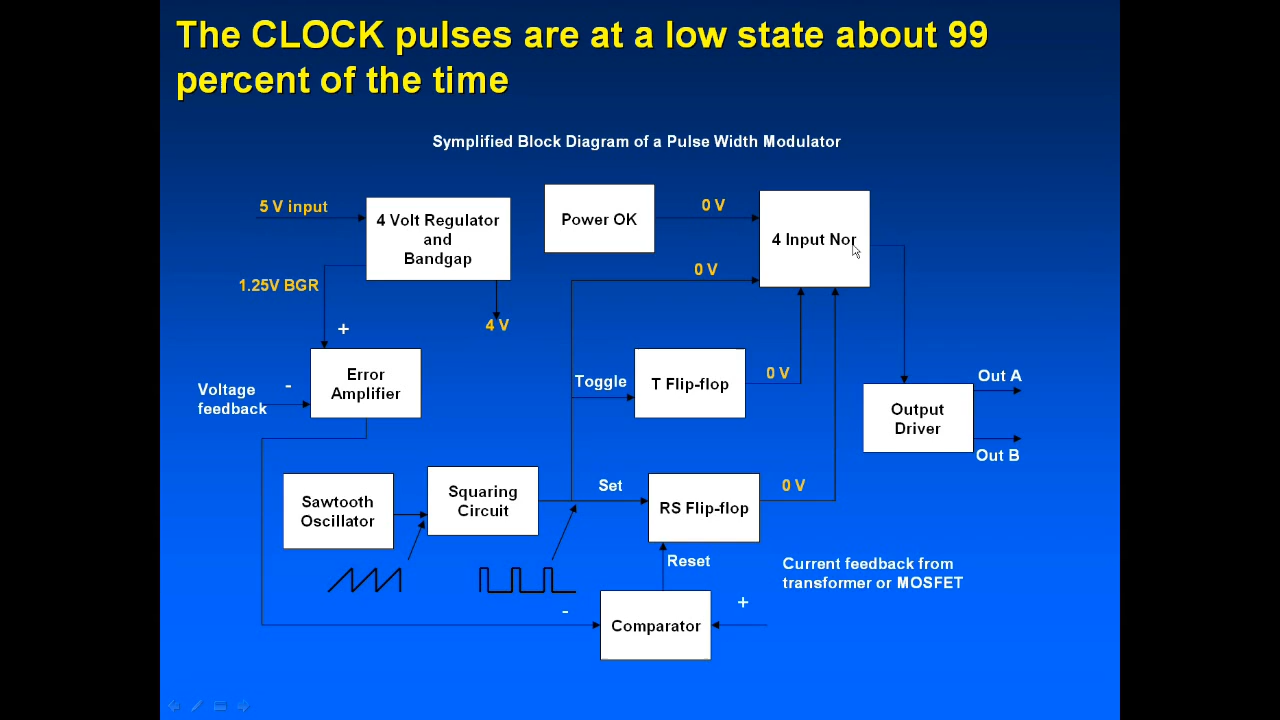 The CLOCK pulses are at a low state about 99
percent of the time
Symplified Block Diagram of a Pulse Width Modulator
5 V input
4 Volt Regulator
and
Bandgap
Power OK
0 V
4 Input Nor
0 V
1.25V BGR
4 V
+
Error
Amplifier
-
Voltage
feedback
Toggle
T Flip-flop
0 V
Output
Driver
Out A
Out B
Sawtooth
Oscillator
Squaring
Circuit
Set
RS Flip-flop
0 V
Reset
Current feedback from
transformer or MOSFET
-
Comparator
+